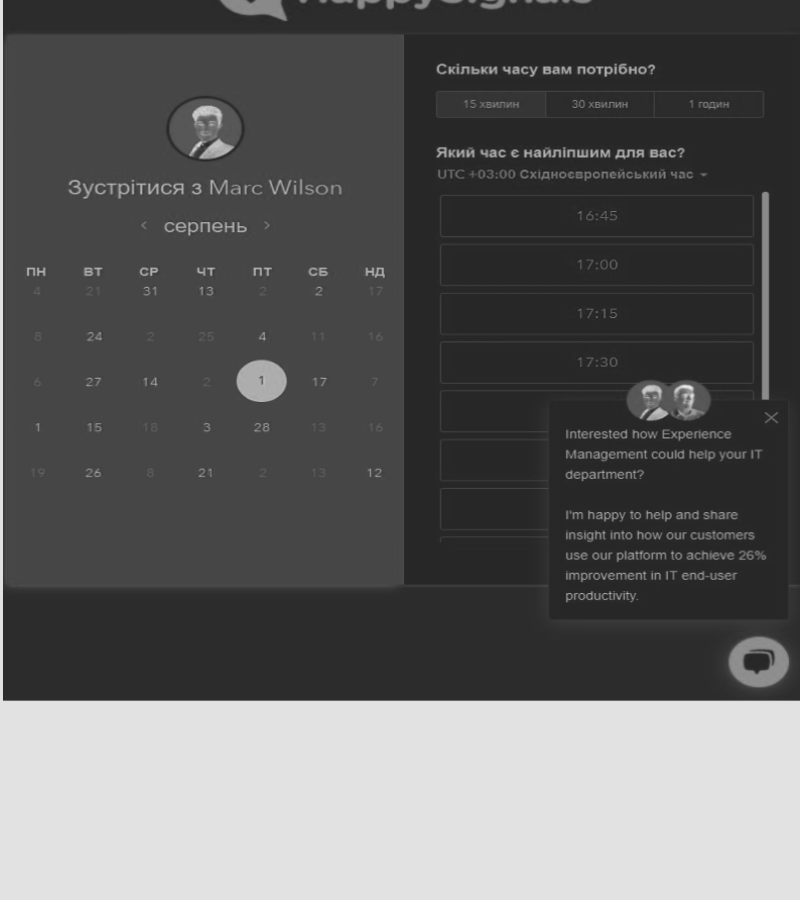 HappySignals
Зустрітися з Marc Wilson
серпень
ПН ВТ СР ЧТ ПТ СБ НД
4 21 31 13 2 2 17
8 24 2 25 4 11 16
6 27 14 2 1 17 7
1 15 18 3 28 13 16
19 26 8 21 2 13 12
Скільки часу вам потрібно?
15 хвилин 30 хвилин 1 годин
Який час є найліпшим для вас?
UTC +03:00 Східноєвропейський час
16:45
17:00
17:15
17:30
Interested how Experience
Management could help your IT
department?
I'm happy to help and share
insight into how our customers
use our platform to achieve 26%
improvement in IT end-user
productivity.